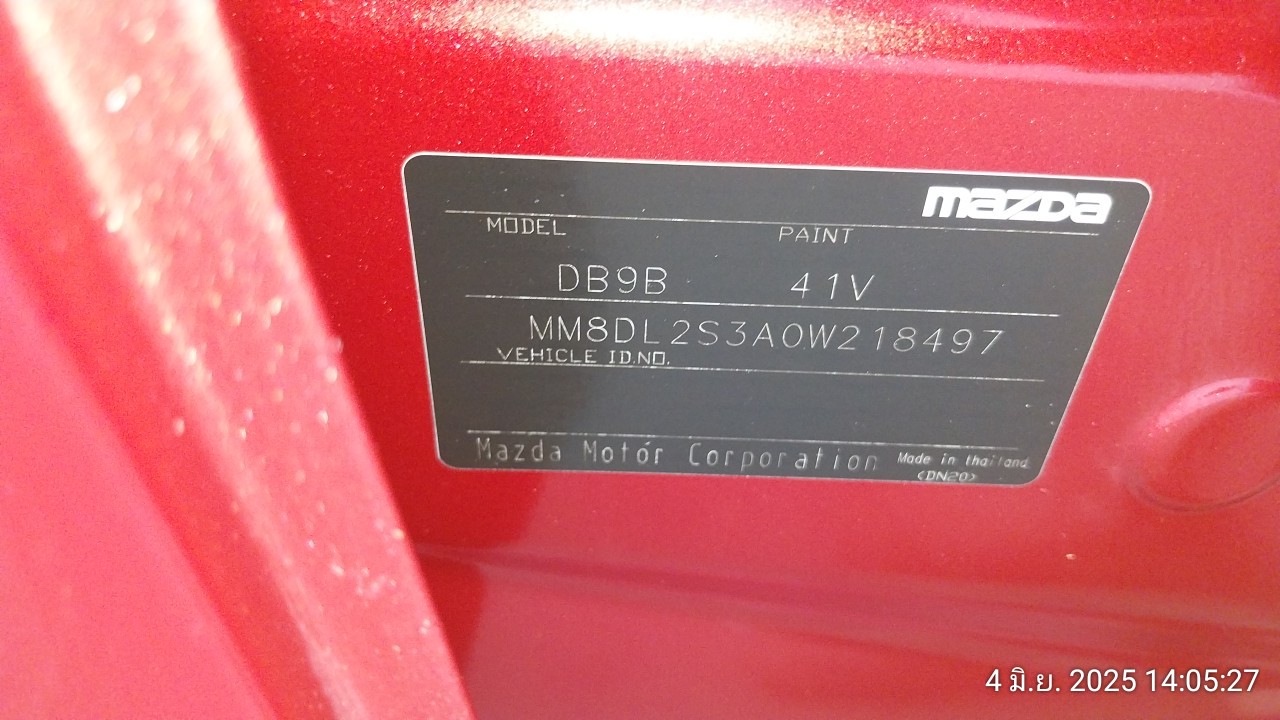 mazda
MODEL PAINT
DB9B 41V
MM8DL2S3A0W218497
VEHICLE ID.NO.
Mazda Motor Corporation Made in thailand
(DN20)
4 มิ.ย. 2025 14:05:27